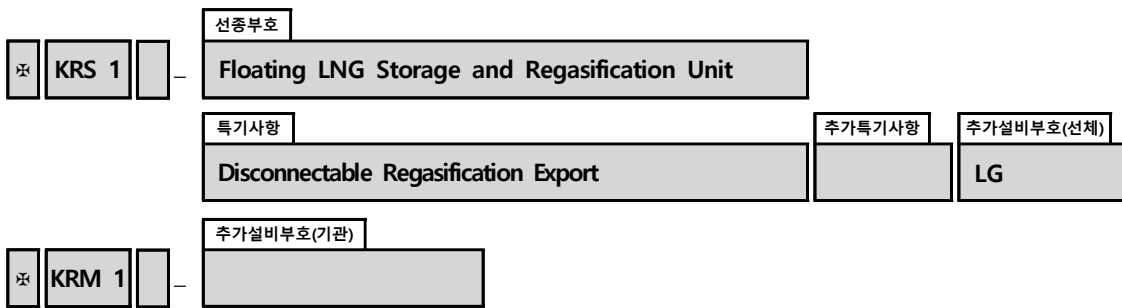 선종부호
✠ KRS 1 – Floating LNG Storage and Regasification Unit
특기사항 추가특기사항 추가설비부호(선체)
Disconnectable Regasification Export LG
추가설비부호(기관)
✠ KRM 1 –